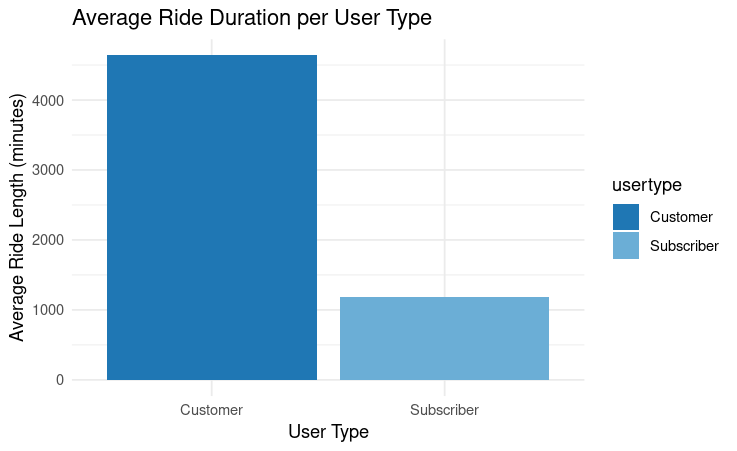 Average Ride Duration per User Type
Average Ride Length (minutes)
4000
3000
2000
1000
0
Customer
Subscriber
User Type
usertype
Customer
Subscriber